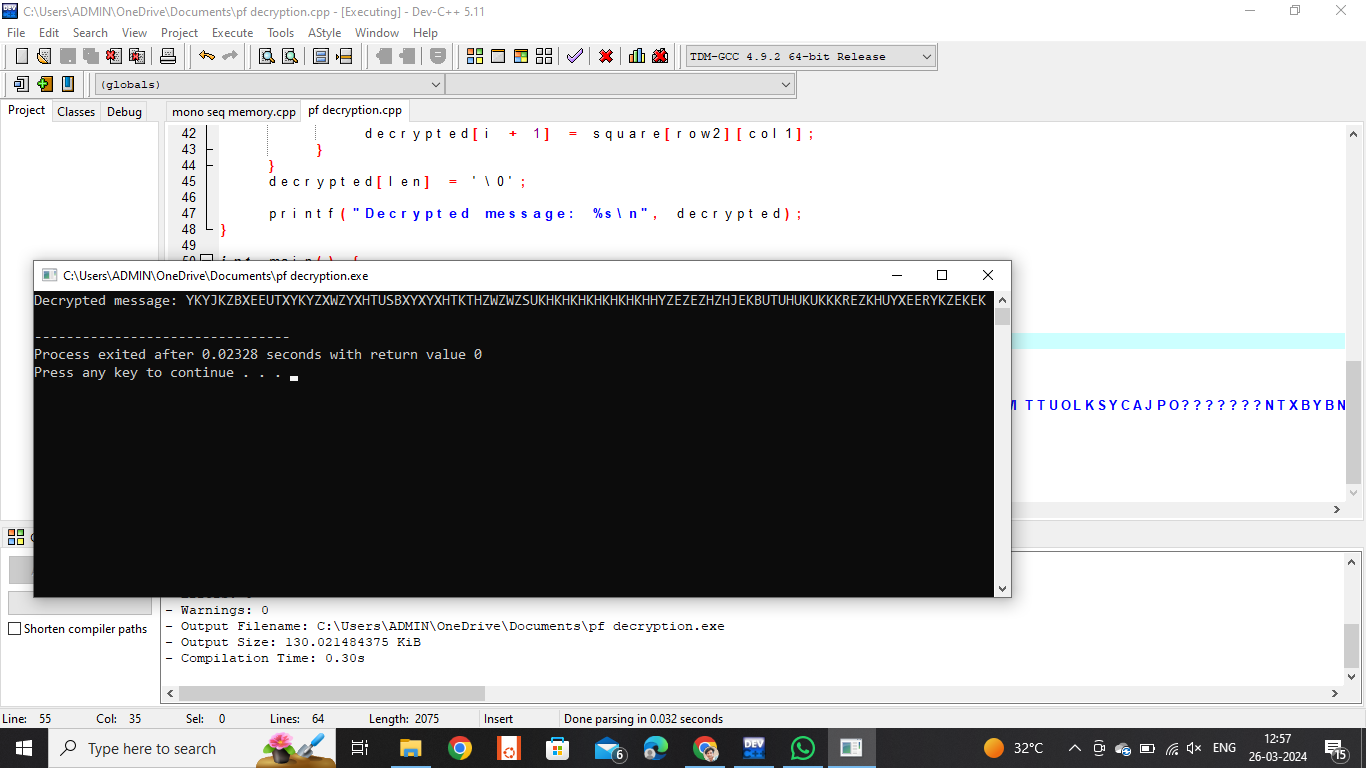 C:\Users\ADMIN\OneDrive\Documents\pf decryption.cpp - [Executing] - Dev-C++ 5.11
File Edit Search View Project Execute Tools AStyle Window Help
TDM-GCC 4.9.2 64-bit Release
(globals)
Project Classes Debug
mono seq memory.cpp pf decryption.cpp
42 decrypted[i + 1] = square[row2][col1];
43 }
44 }
45 decrypted[len] = '\0';
46
47 printf("Decrypted message: %s\n", decrypted);
48 }
49
C:\Users\ADMIN\OneDrive\Documents\pf decryption.exe
Decrypted message: YKYJKZBXEEUTXYKYZXWZYXHTUSBXYXYXHTKTHZWZWZSUKHKHKHKHKHKHKHHYZEZEZHZHJEKBUTUHUKUKKKREZKHUYXEERYKZEKEK
--------------------------------
Process exited after 0.02328 seconds with return value 0
Press any key to continue . . .
TTUOLKSYCAJPO???????NTXBYBN
- Warnings: 0
- Output Filename: C:\Users\ADMIN\OneDrive\Documents\pf decryption.exe
- Output Size: 130.021484375 KiB
- Compilation Time: 0.30s
Shorten compiler paths
Line: 55 Col: 35 Sel: 0 Lines: 64 Length: 2075 Insert Done parsing in 0.032 seconds
Type here to search
6
DEV
32°C
ENG
12:57
26-03-2024
15